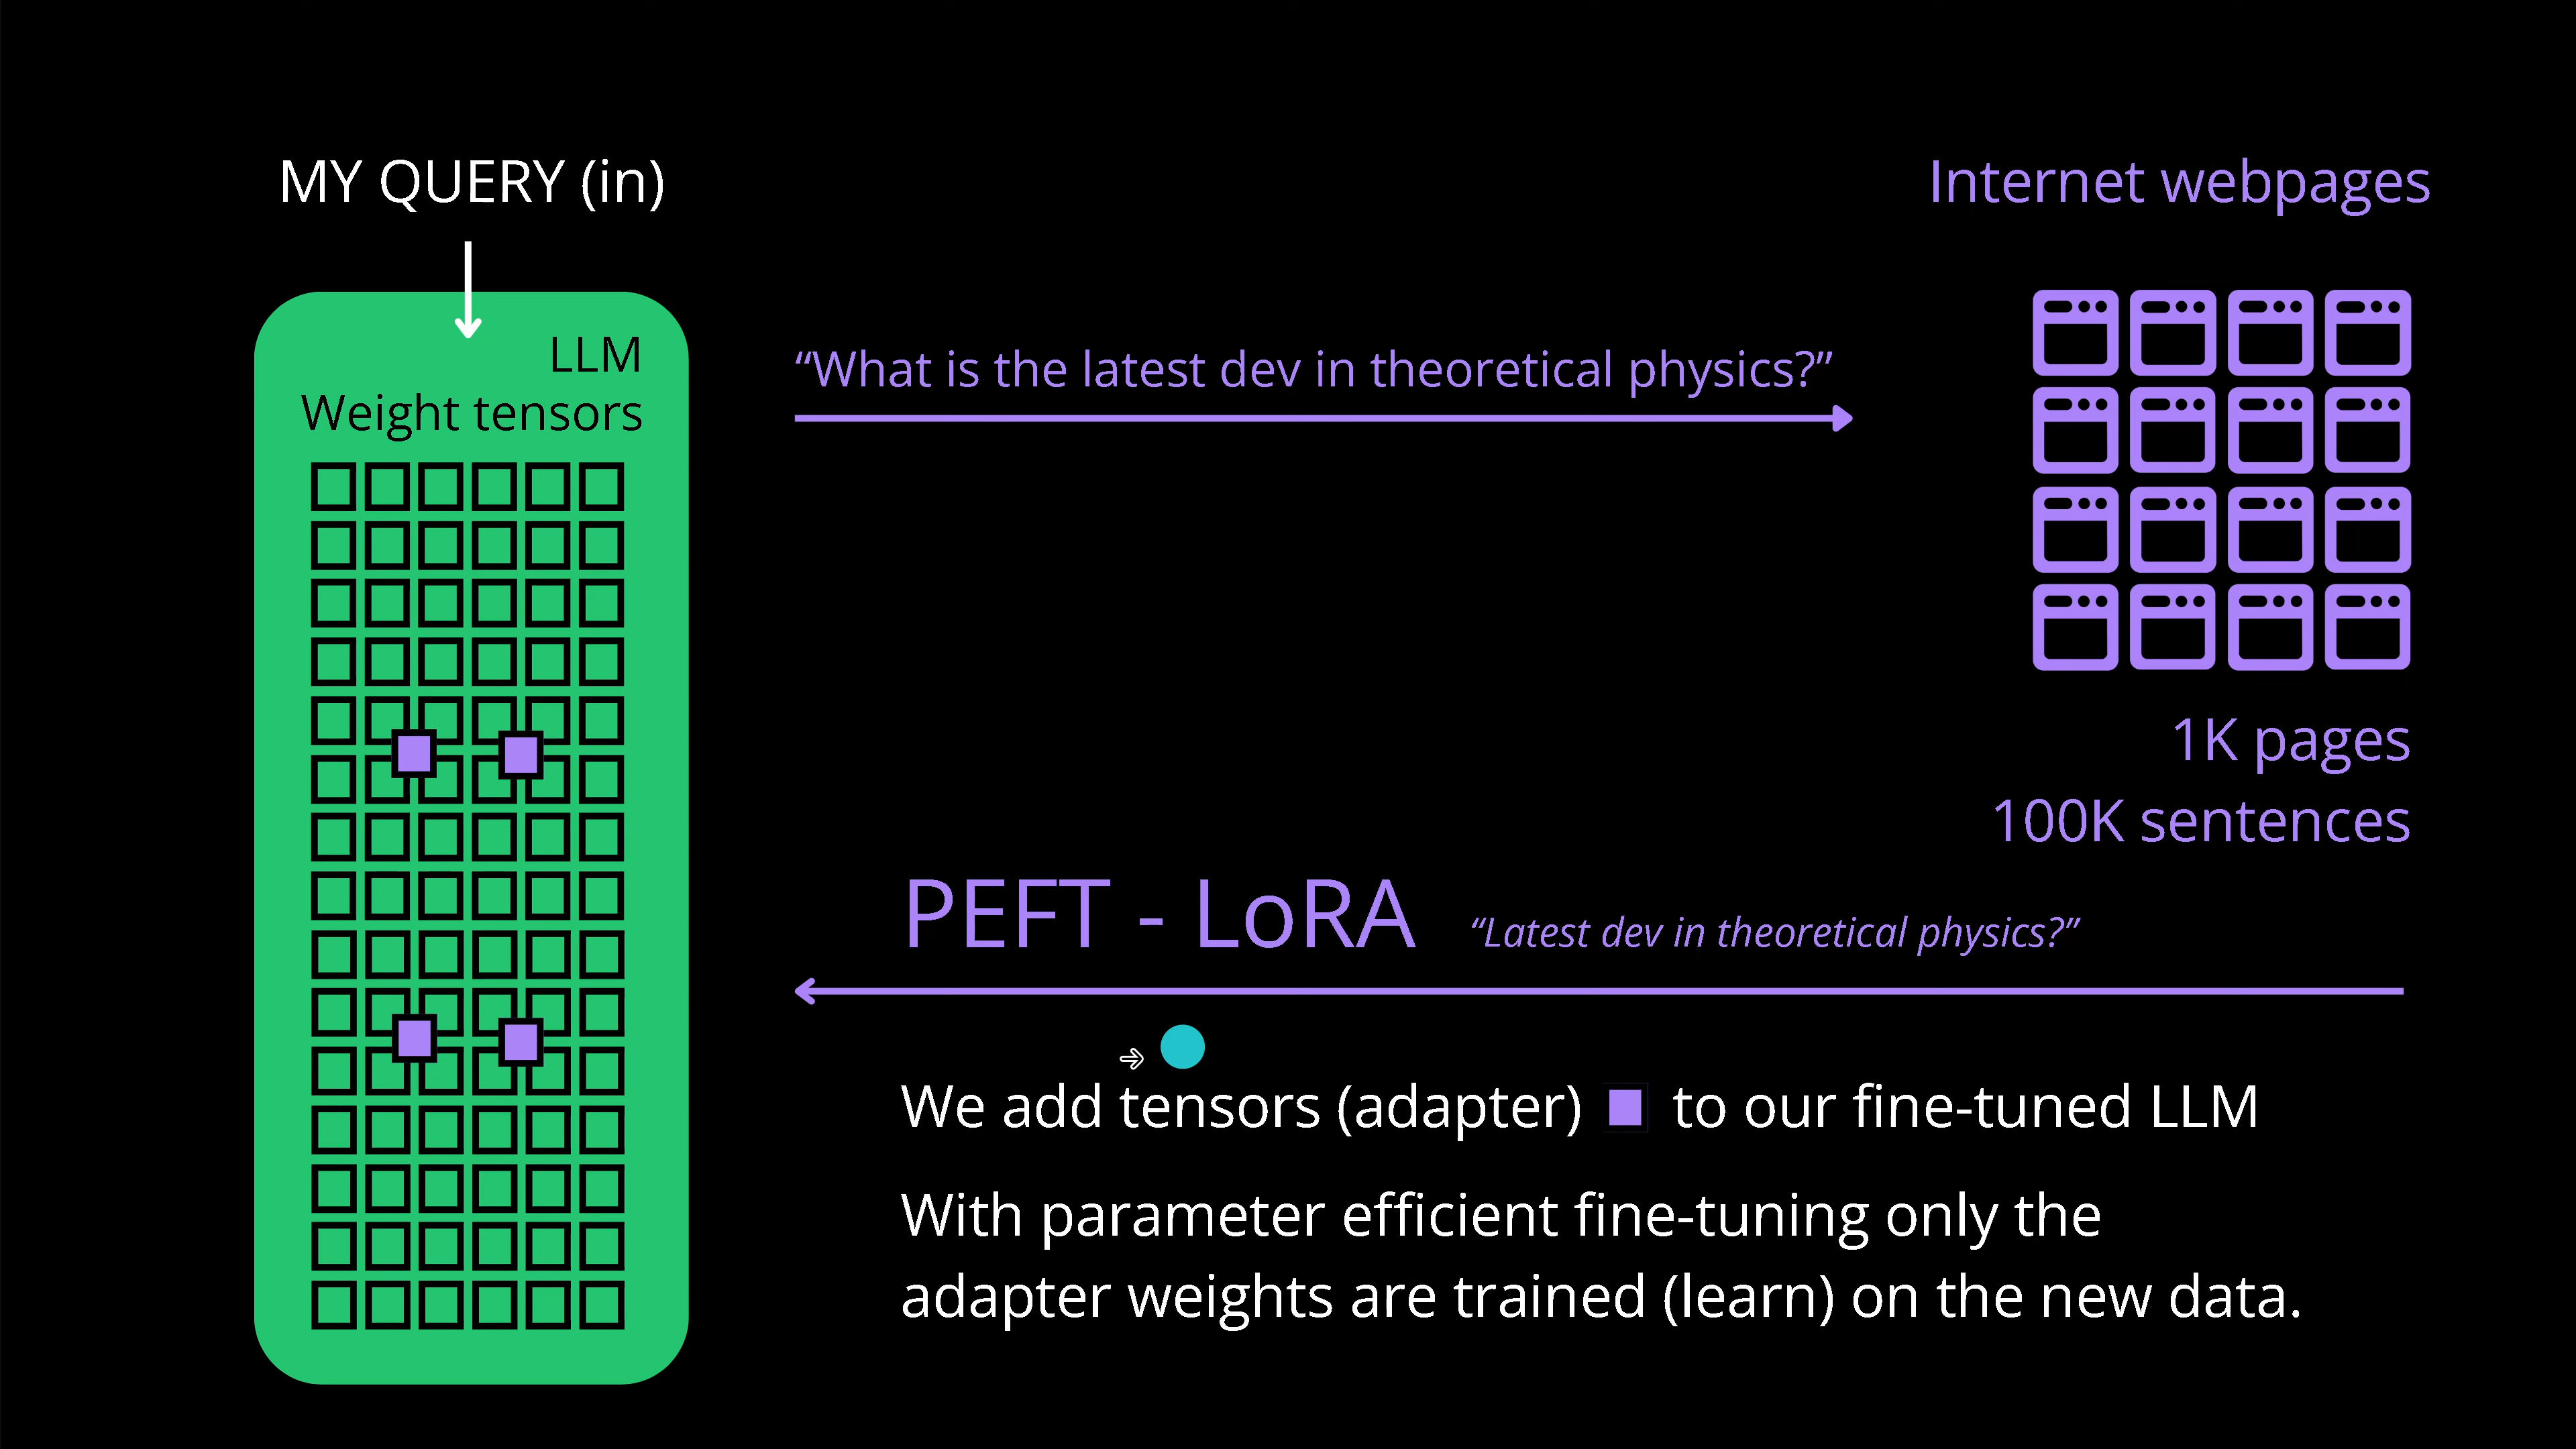 MY QUERY (in)
Internet webpages
LLM
Weight tensors
“What is the latest dev in theoretical physics?”
1K pages
100K sentences
PEFT - LoRA “Latest dev in theoretical physics?”
We add tensors (adapter) to our fine-tuned LLM
With parameter efficient fine-tuning only the
adapter weights are trained (learn) on the new data.